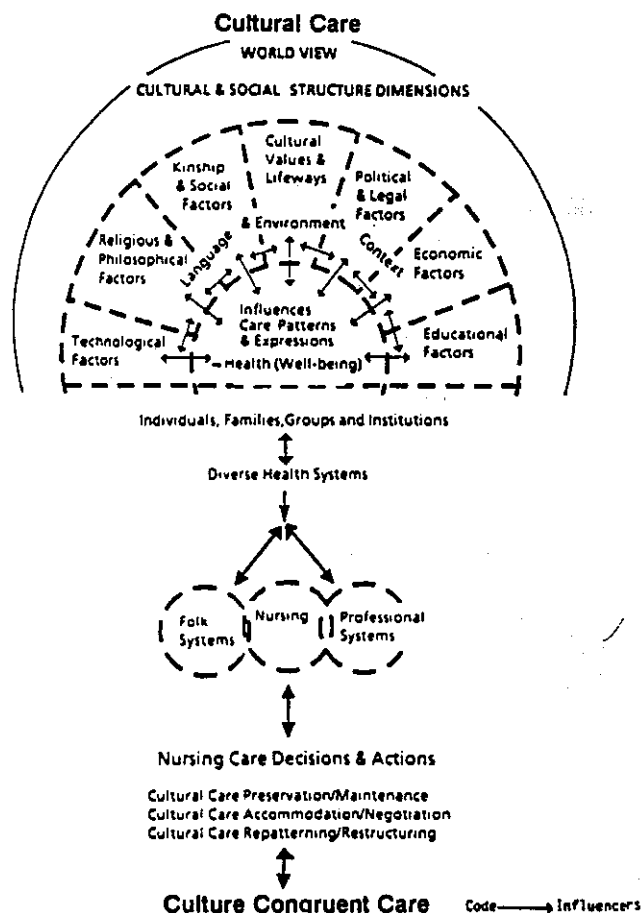 Cultural Care
WORLD VIEW
CULTURAL & SOCIAL STRUCTURE DIMENSIONS
Cultural
Values &
Lifeways
Kinship
& Social
Factors
Political
& Legal
Factors
Religious &
Philosophical
Factors
Economic
Factors
Technological
Factors
Educational
Factors
Language & Environment Context
Influences
Care Patterns
& Expressions
Health (Well-being)
Individuals, Families, Groups and Institutions
Diverse Health Systems
Folk
Systems
Nursing
Professional
Systems
Nursing Care Decisions & Actions
Cultural Care Preservation/Maintenance
Cultural Care Accommodation/Negotiation
Cultural Care Repatterning/Restructuring
Culture Congruent Care
Code Influencers